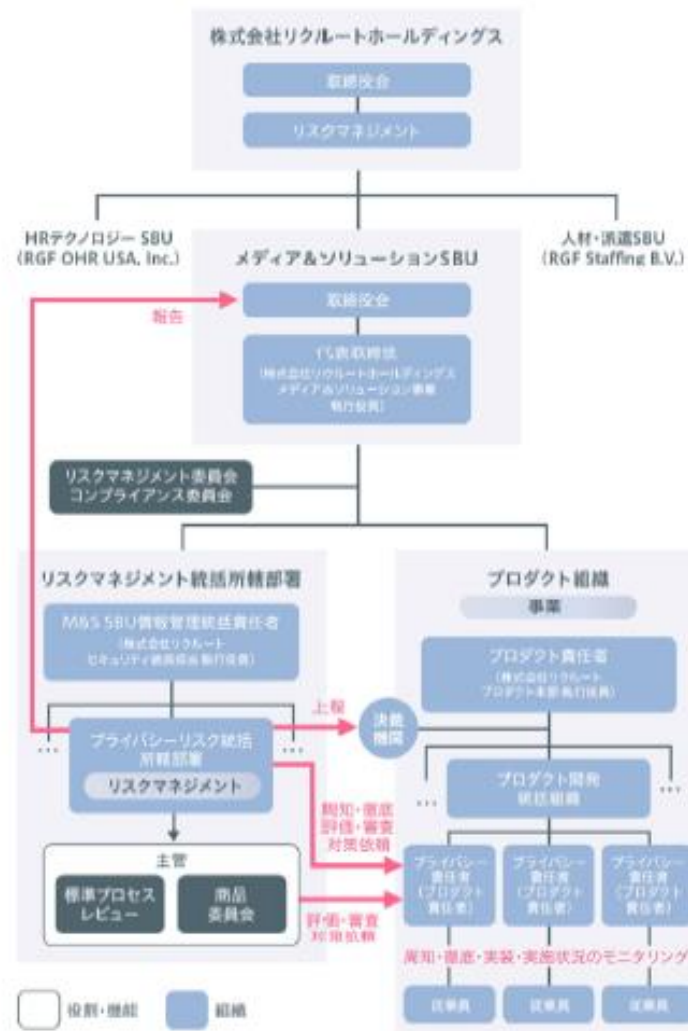 株式会社リクルートホールディングス
取締役会
リスクマネジメント
HRテクノロジー SBU
(RGF OHR USA, Inc.)
メディア&ソリューションSBU
人材・派遣SBU
(RGF Staffing B.V.)
報告
取締役会
代表取締役
(株式会社リクルートホールディングス
メディア&ソリューション事業
執行役員)
リスクマネジメント委員会
コンプライアンス委員会
リスクマネジメント統括所轄部署
M&S SBU情報管理統括責任者
(株式会社リクルート
セキュリティ統括担当 執行役員)
プロダクト組織
事業
プロダクト責任者
(株式会社リクルート
プロダクト本部 執行役員)
上程
決裁
機関
…
…
プライバシーリスク統括
所轄部署
リスクマネジメント
…
…
プロダクト開発
統括組織
周知・徹底
評価・審査
対策依頼
主管
標準プロセス
レビュー
商品
委員会
評価・審査
対策依頼
プライバシー
責任者
(プロダクト
責任者)
プライバシー
責任者
(プロダクト
責任者)
プライバシー
責任者
(プロダクト
責任者)
周知・徹底・実装・実施状況のモニタリング
従業員
従業員
従業員
役割・機能
組織